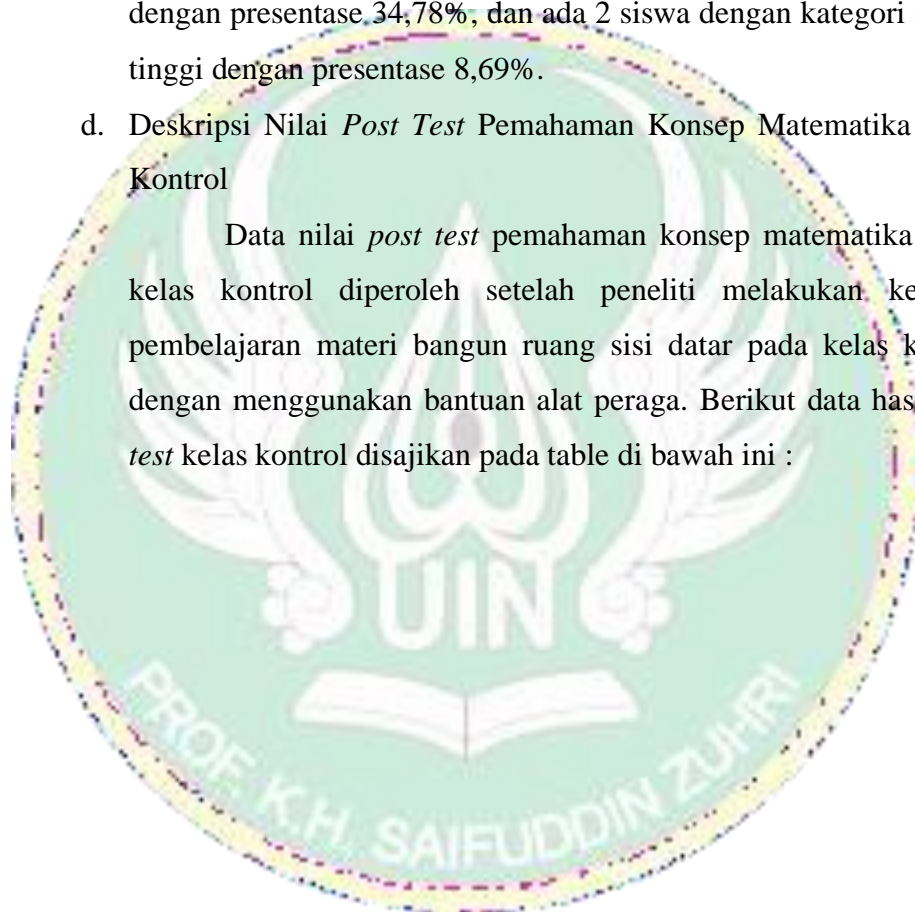 dengan presentase 34,78%, dan ada 2 siswa dengan kategori
tinggi dengan presentase 8,69%.
d. Deskripsi Nilai Post Test Pemahaman Konsep Matematika
Kontrol
Data nilai post test pemahaman konsep matematika
kelas kontrol diperoleh setelah peneliti melakukan ke
pembelajaran materi bangun ruang sisi datar pada kelas k
dengan menggunakan bantuan alat peraga. Berikut data has
test kelas kontrol disajikan pada table di bawah ini :
UIN
PROF. K.H. SAIFUDDIN ZUHRI